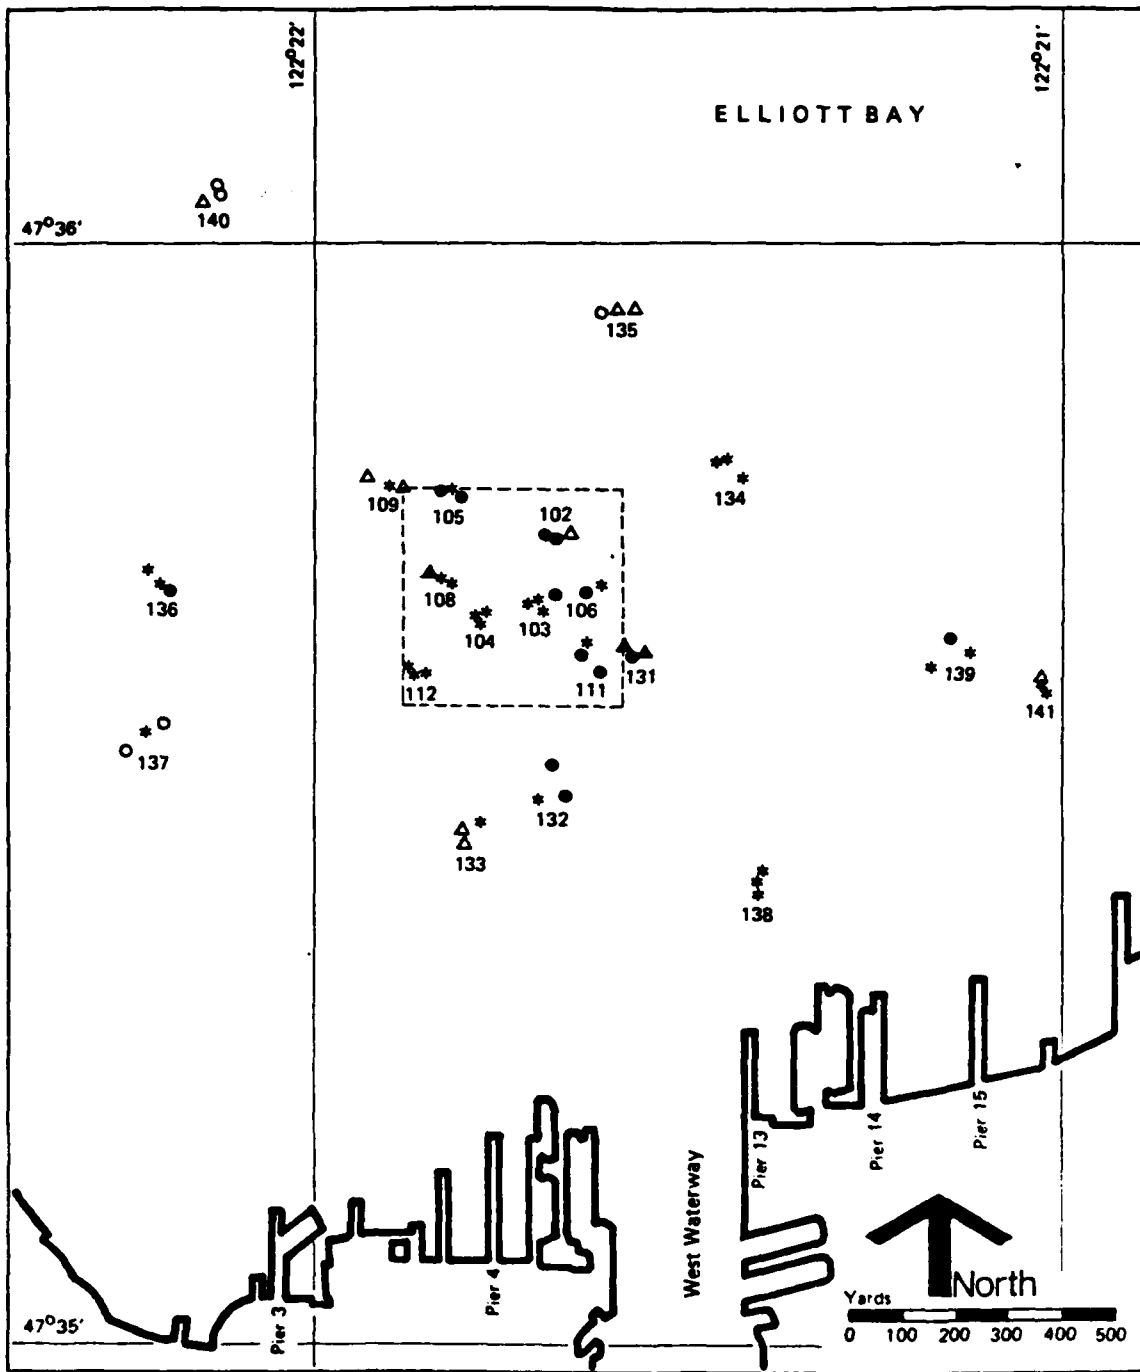 122°22'
122°21'
ELLIOTT BAY
140
47°36'
135
109
105
102
134
136
108
104
103
106
112
111
131
139
141
137
132
133
138
Pier 13
Pier 14
Pier 15
West Waterway
Pier 4
Pier 3
North
Yards
47°35'
0 100 200 300 400 500